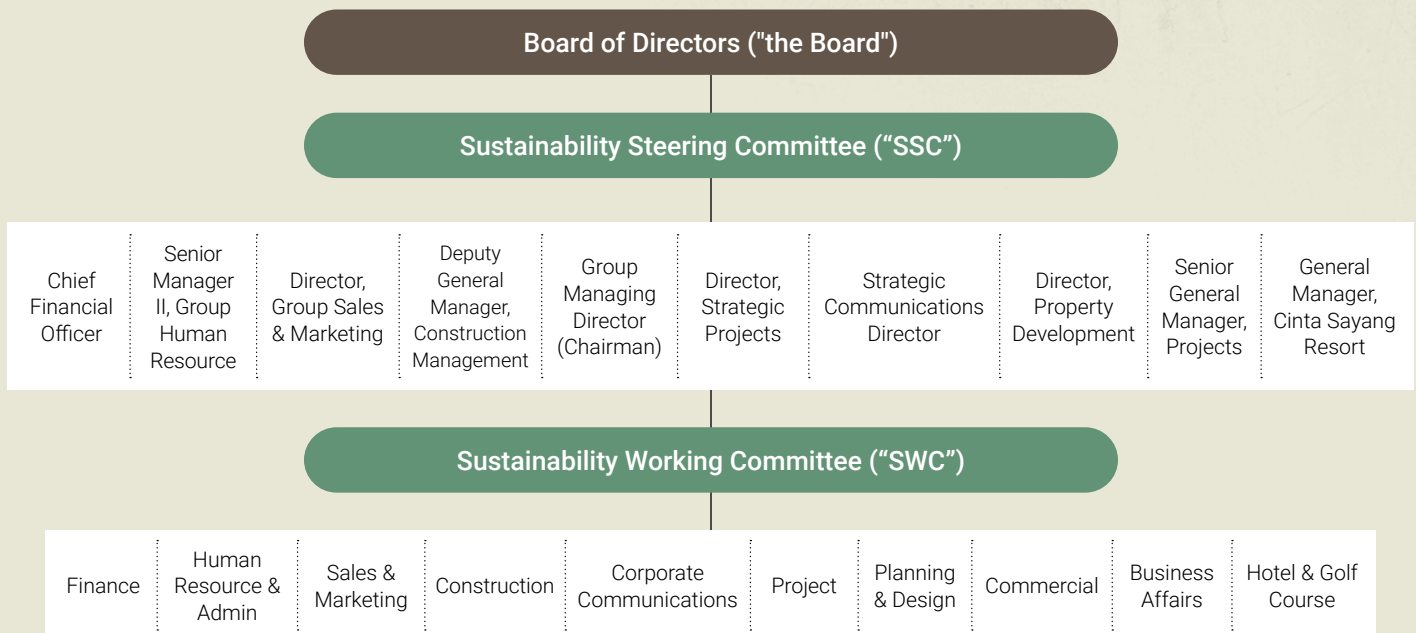 Board of Directors ("the Board")
Sustainability Steering Committee (“SSC”)
Chief
Financial
Officer
Senior
Manager
II, Group
Human
Resource
Director,
Group Sales
& Marketing
Deputy
General
Manager,
Construction
Management
Group
Managing
Director
(Chairman)
Director,
Strategic
Projects
Strategic
Communications
Director
Director,
Property
Development
Senior
General
Manager,
Projects
General
Manager,
Cinta Sayang
Resort
Sustainability Working Committee (“SWC”)
Finance
Human
Resource &
Admin
Sales &
Marketing
Construction
Corporate
Communications
Project
Planning
& Design
Commercial
Business
Affairs
Hotel & Golf
Course